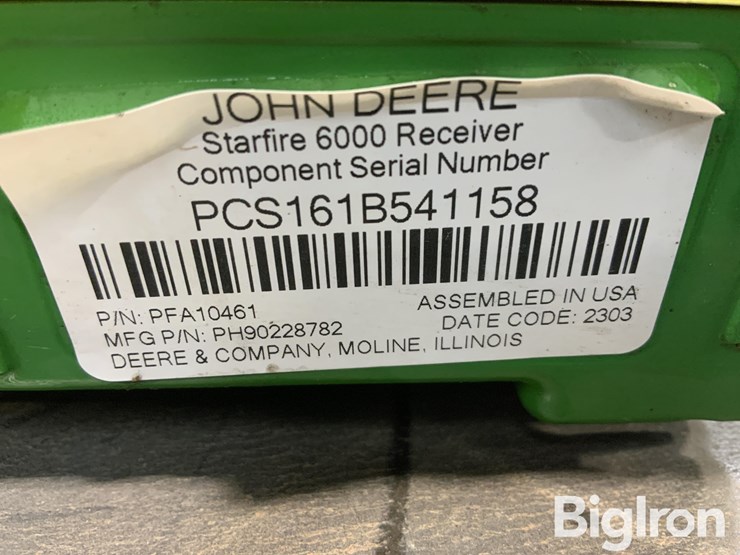 JOHN DEERE
Starfire 6000 Receiver
Component Serial Number
PCS161B541158
P/N: PFA10461
ASSEMBLED IN USA
MFG P/N: PH90228782
DATE CODE: 2303
DEERE & COMPANY, MOLINE, ILLINOIS
BigIron